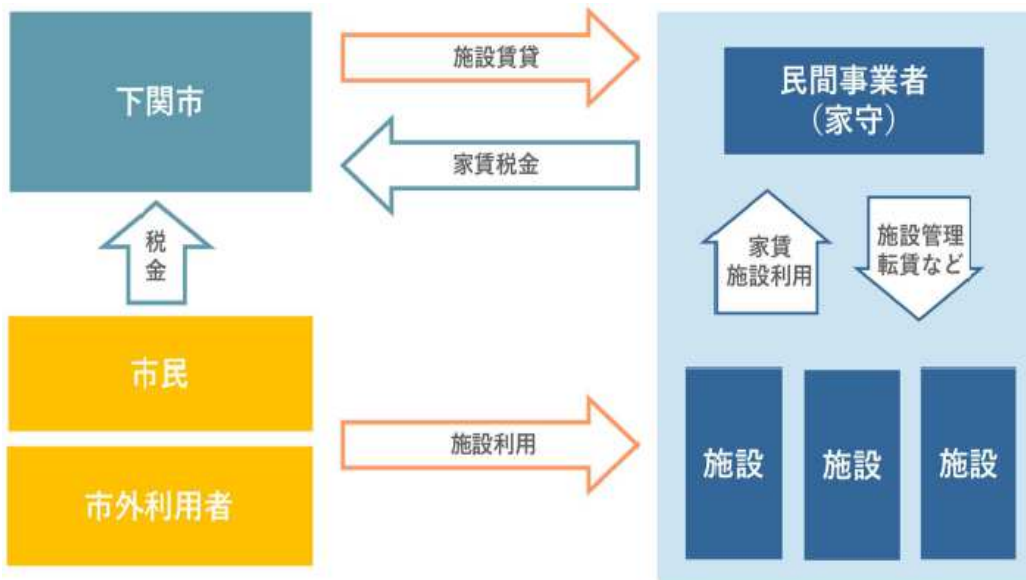 下関市
施設賃貸
民間事業者
（家守）
家賃税金
税
金
家賃
施設利用
施設管理
転賃など
市民
市外利用者
施設利用
施設
施設
施設